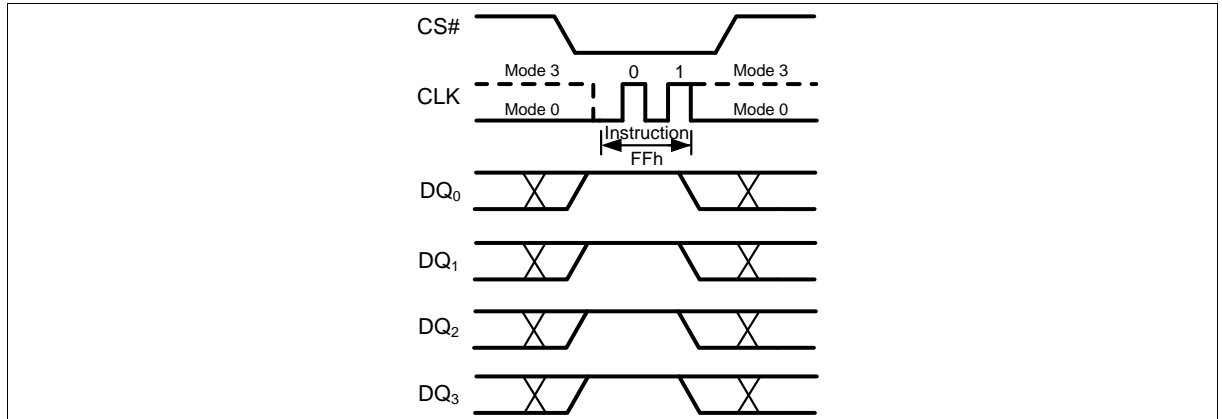 CS#
Mode 3 0 1 Mode 3
CLK
Mode 0 Mode 0
Instruction
FFh
DQ₀
DQ₁
DQ₂
DQ₃